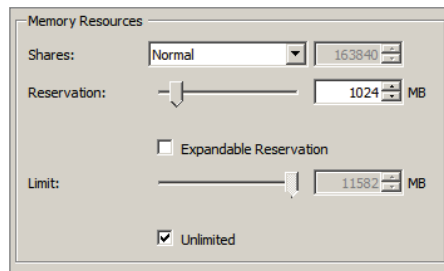 Memory Resources
Shares: Normal 163840
Reservation: 1024 MB
Expandable Reservation
Limit: 11582 MB
Unlimited